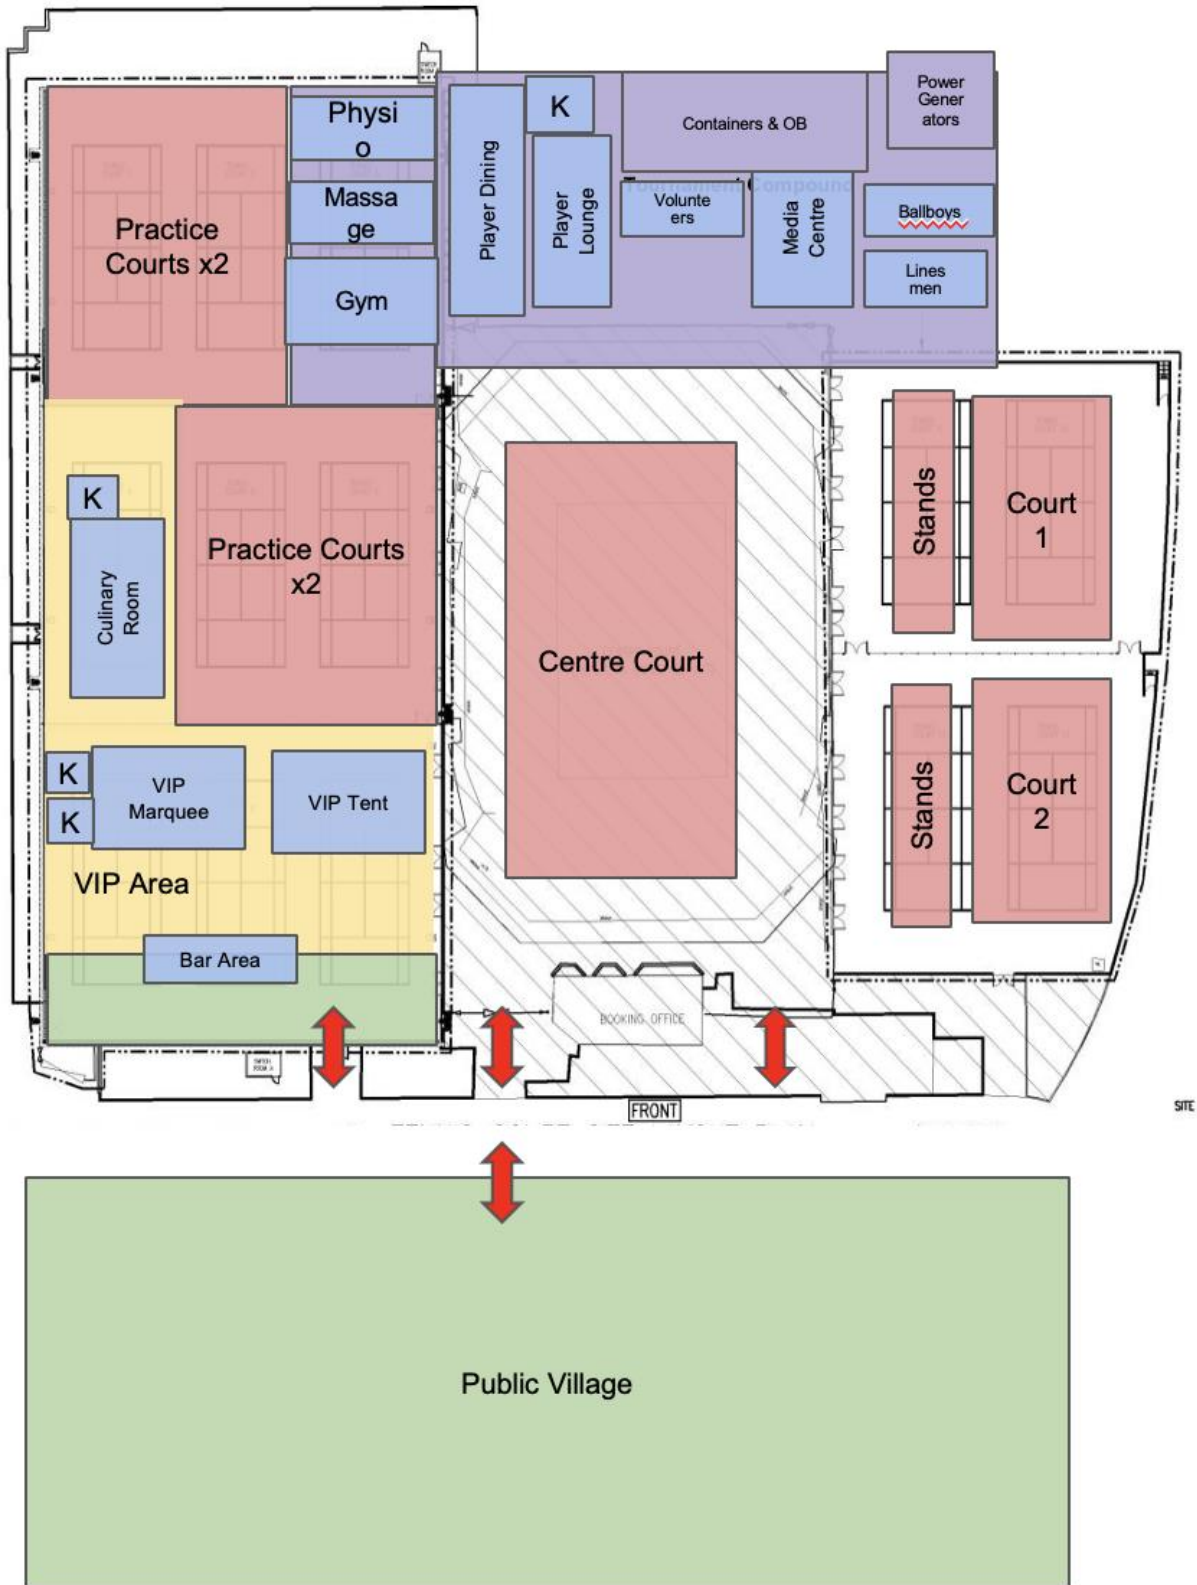 Power
Gener
ators
Physi
o
K
Containers & OB
Player Dining
Player
Lounge
Tournament Compound
Massa
ge
Volunte
ers
Media
Centre
Ballboys
Practice
Courts x2
Gym
Lines
men
K
Stands
Court
1
Culinary
Room
Practice Courts
x2
Centre Court
K
K
VIP
Marquee
VIP Tent
Stands
Court
2
VIP Area
Bar Area
BOOKING OFFICE
FRONT
SITE
Public Village